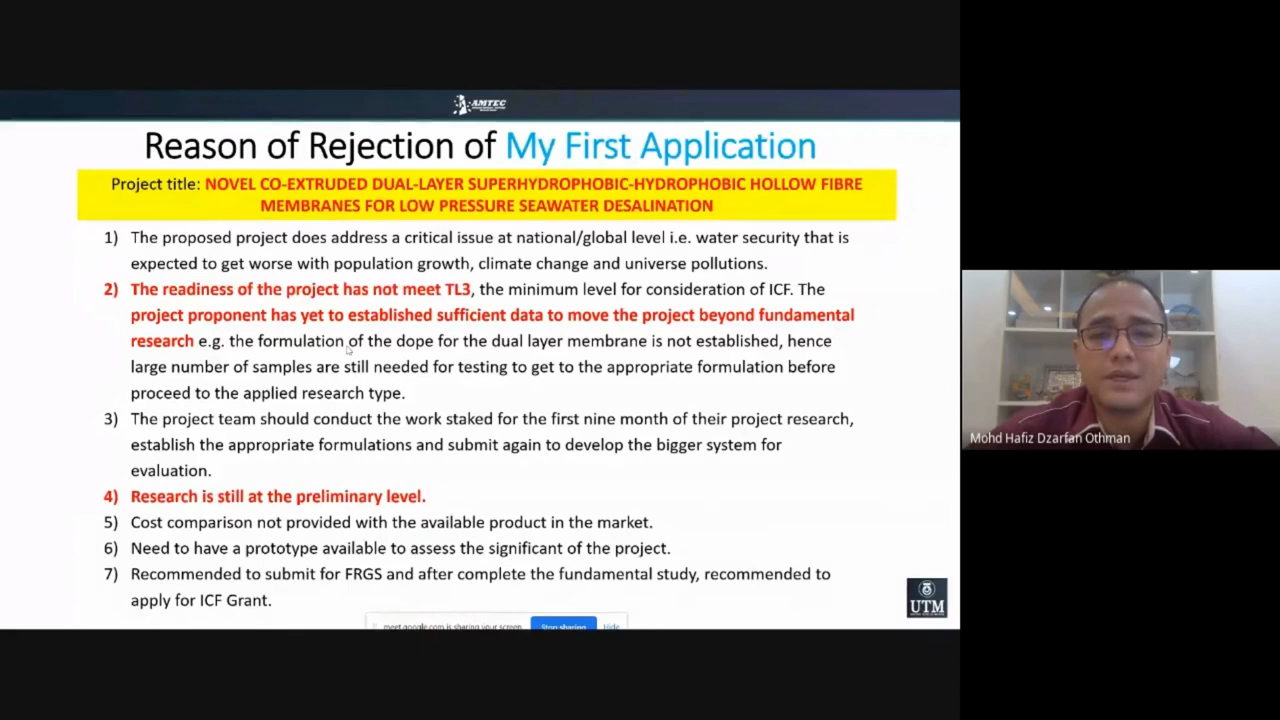 AMTEC
Reason of Rejection of My First Application
Project title: NOVEL CO-EXTRUDED DUAL-LAYER SUPERHYDROPHOBIC-HYDROPHOBIC HOLLOW FIBRE
MEMBRANES FOR LOW PRESSURE SEAWATER DESALINATION
1) The proposed project does address a critical issue at national/global level i.e. water security that is
expected to get worse with population growth, climate change and universe pollutions.
2) The readiness of the project has not meet TL3, the minimum level for consideration of ICF. The
project proponent has yet to established sufficient data to move the project beyond fundamental
research e.g. the formulation of the dope for the dual layer membrane is not established, hence
large number of samples are still needed for testing to get to the appropriate formulation before
proceed to the applied research type.
3) The project team should conduct the work staked for the first nine month of their project research,
establish the appropriate formulations and submit again to develop the bigger system for
evaluation.
4) Research is still at the preliminary level.
5) Cost comparison not provided with the available product in the market.
6) Need to have a prototype available to assess the significant of the project.
7) Recommended to submit for FRGS and after complete the fundamental study, recommended to
apply for ICF Grant.
meet.google.com is sharing your screen. Stop sharing Hide
UTM
Mohd Hafiz Dzarfan Othman